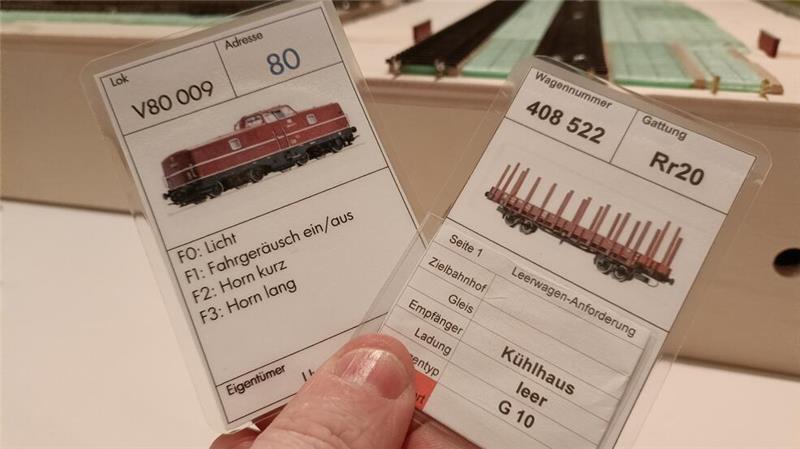 Lok
Adresse
V80 009
80
F0: Licht
F1: Fahrgeräusch ein/aus
F2: Horn kurz
F3: Horn lang
Eigentümer
Wagennummer
Gattung
408 522
Rr20
Seite 1
Leerwagen-Anforderung
Zielbahnhof
Gleis
Empfänger
Kühlhaus
Ladung
leer
G 10